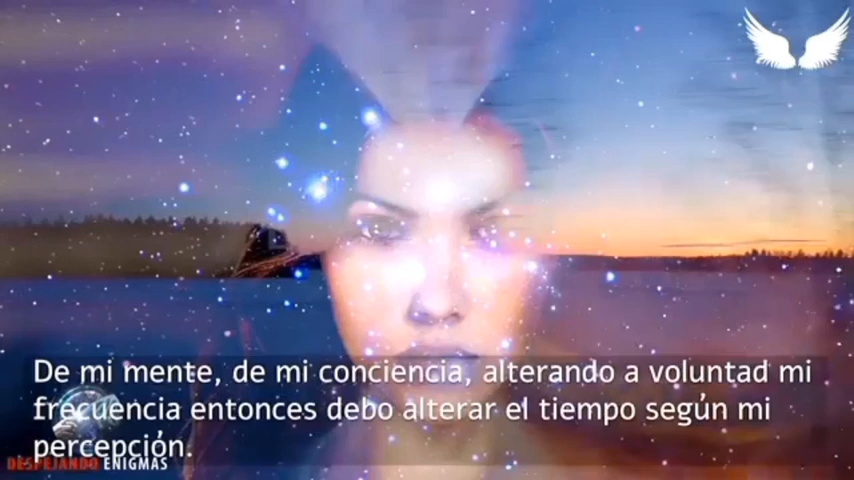 De mi mente, de mi conciencia, alterando a voluntad mi
frecuencia entonces debo alterar el tiempo según mi
percepción.
DESPEJANDO ENIGMAS